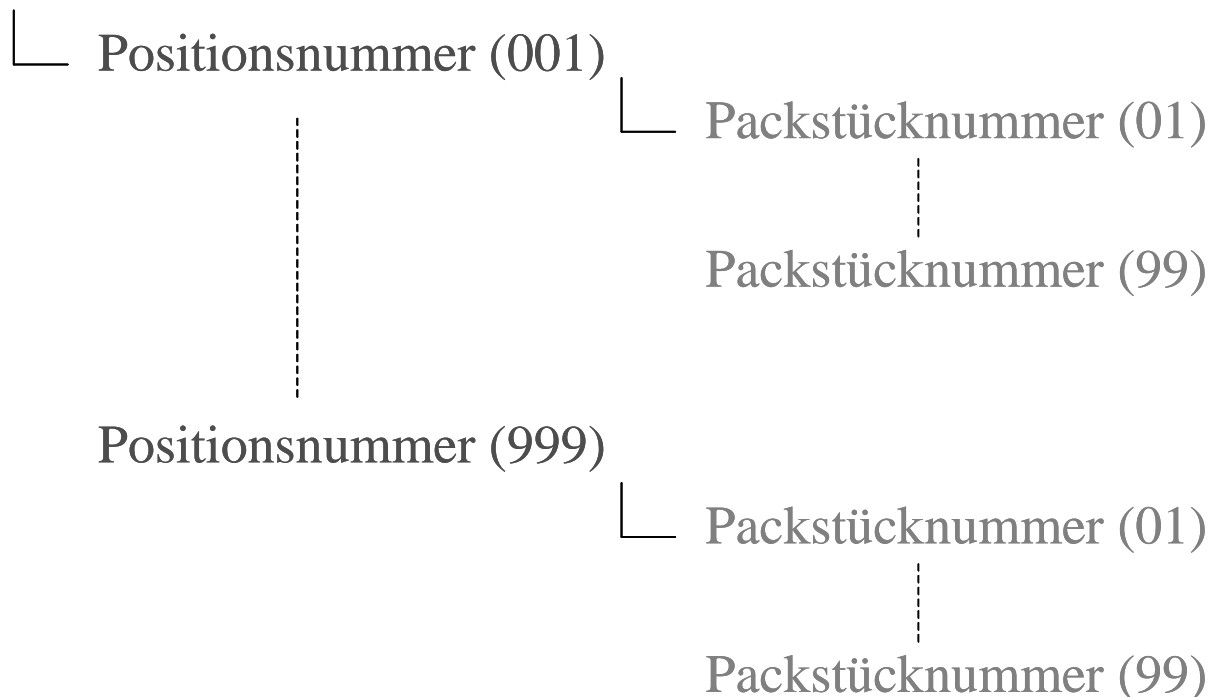 Positionsnummer (001)
Packstücknummer (01)
Packstücknummer (99)
Positionsnummer (999)
Packstücknummer (01)
Packstücknummer (99)